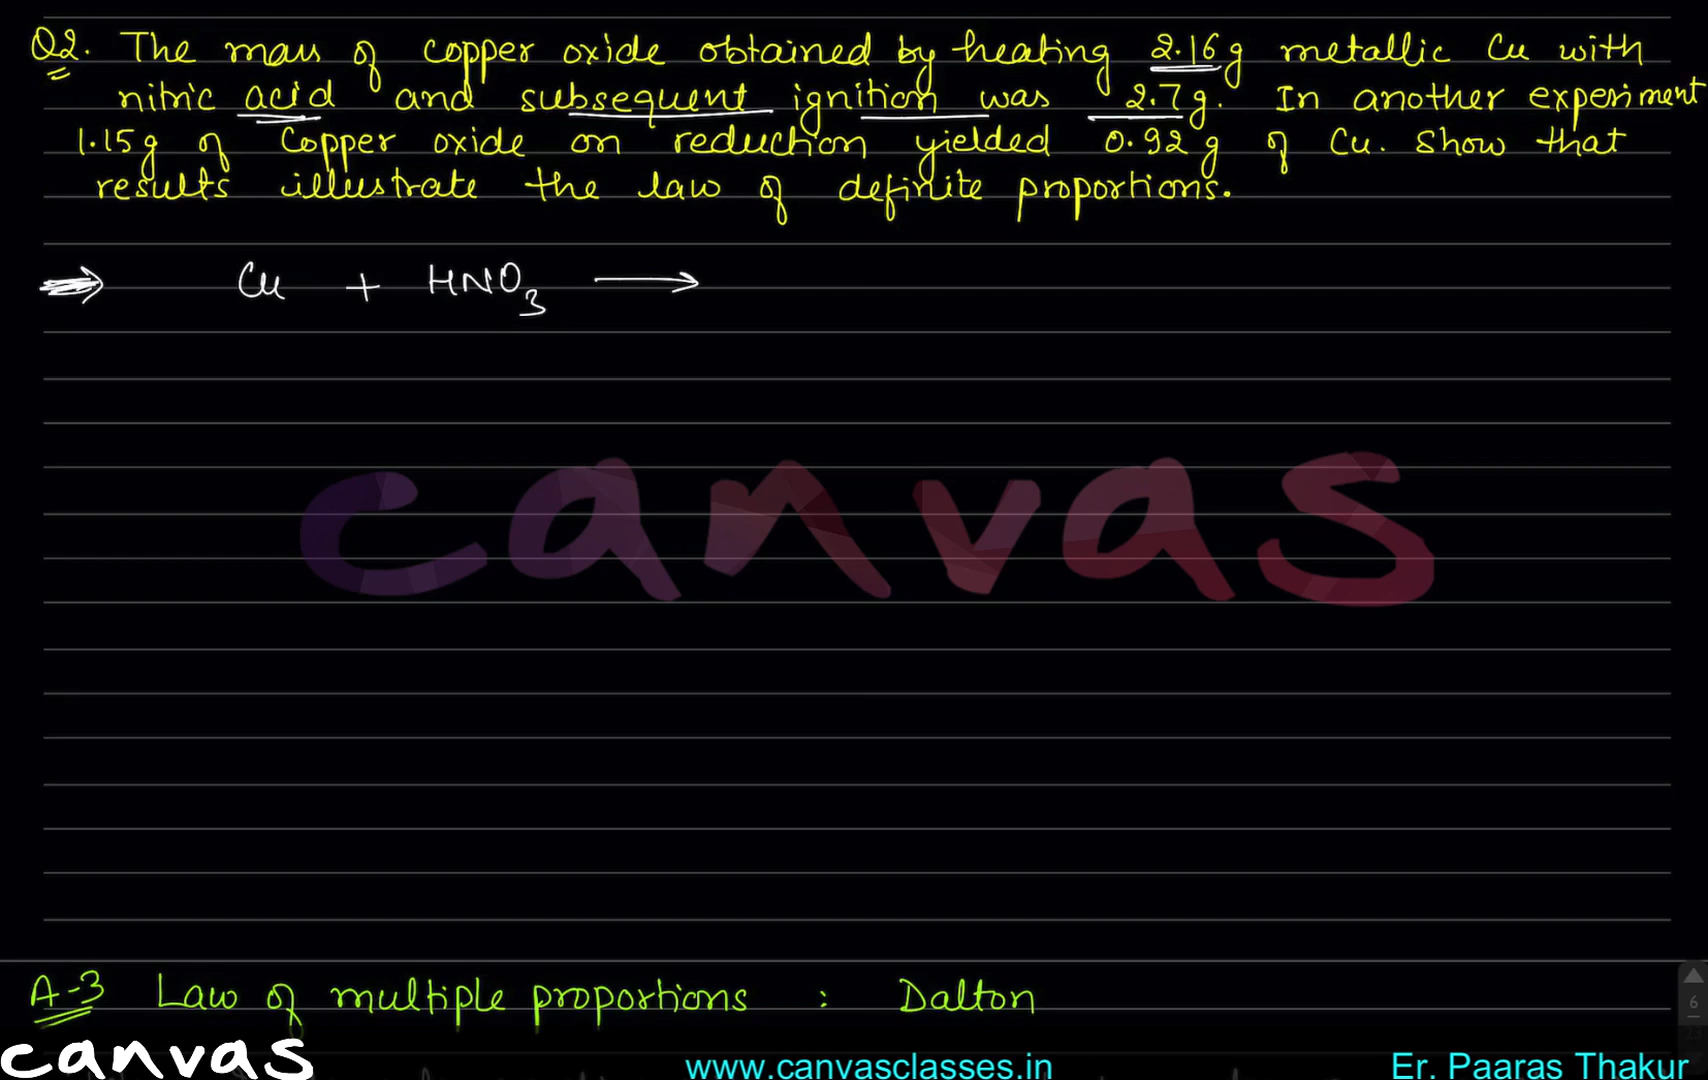 Q2. The mass of copper oxide obtained by heating 2.16g metallic Cu with
nitric acid and subsequent ignition was 2.7g. In another experiment
1.15g of Copper oxide on reduction yielded 0.92g of Cu. Show that
results illustrate the law of definite proportions.
⇒ Cu + HNO3 ⟶
canvas
A-3 Law of multiple proportions : Dalton
6
canvas
www.canvasclasses.in
Er. Paaras Thakur